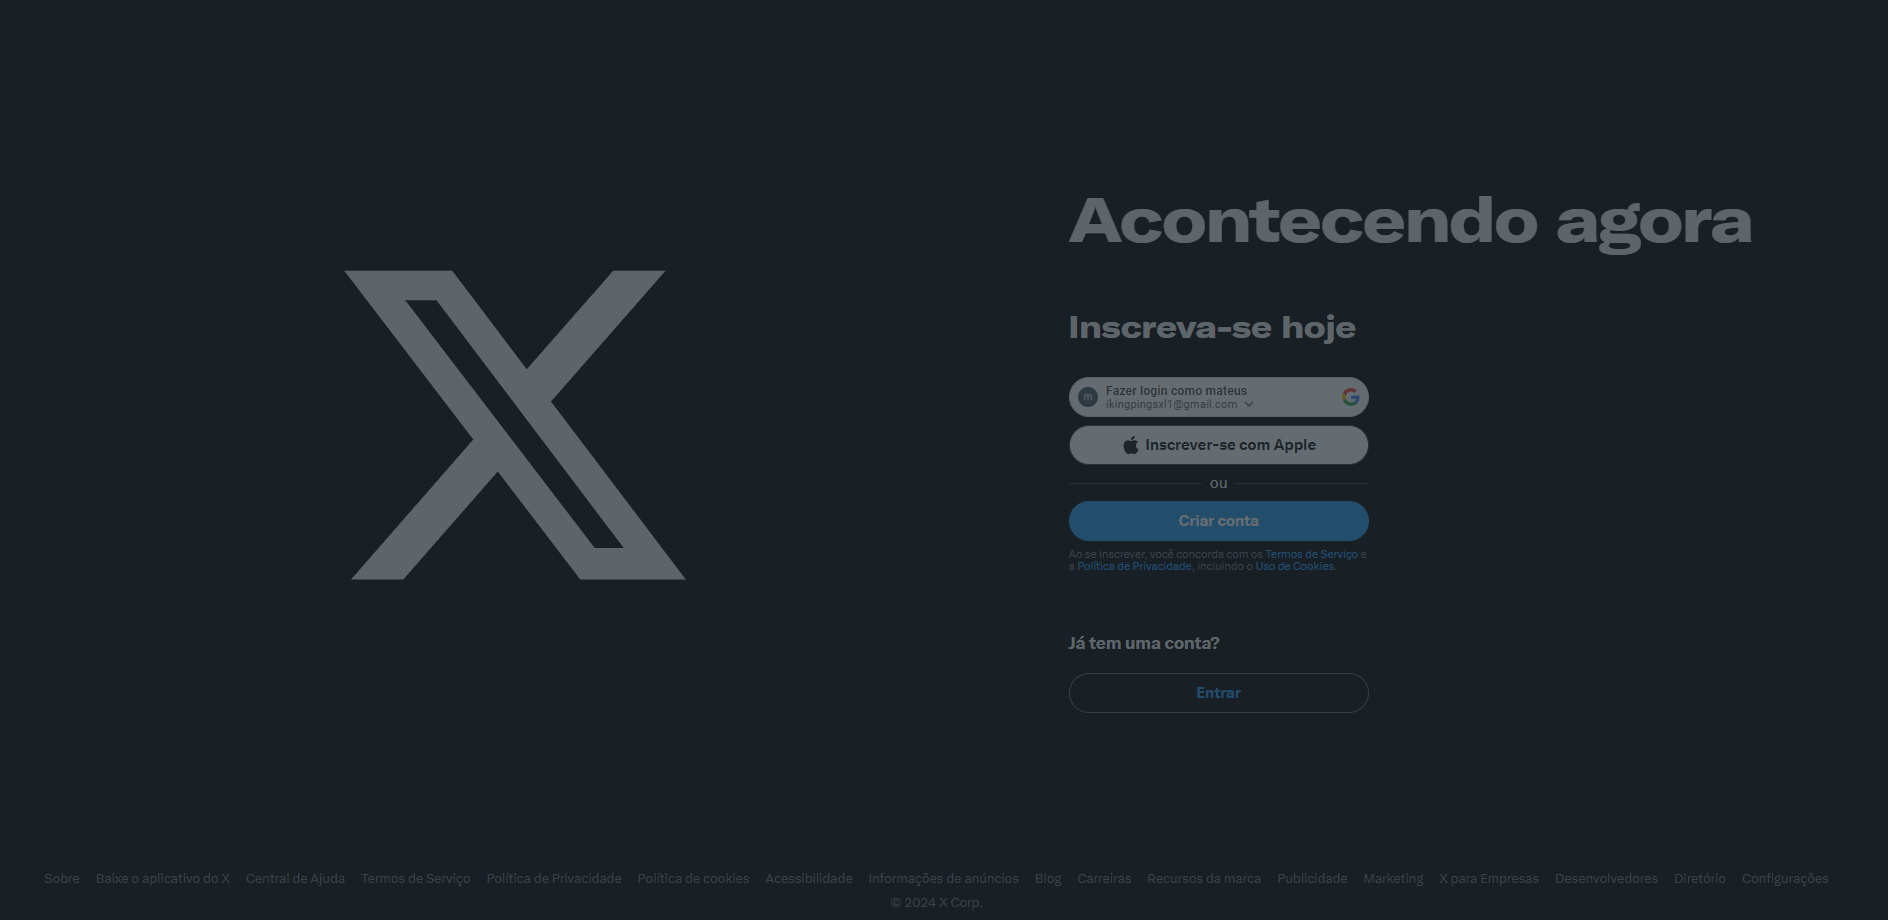 Acontecendo agora
Inscreva-se hoje
m
Fazer login como mateus
ikingpingsxl1@gmail.com
Inscrever-se com Apple
ou
Criar conta
Ao se inscrever, você concorda com os Termos de Serviço e
a Política de Privacidade, incluindo o Uso de Cookies.
Já tem uma conta?
Entrar
Sobre Baixe o aplicativo do X Central de Ajuda Termos de Serviço Política de Privacidade Política de cookies Acessibilidade Informações de anúncios Blog Carreiras Recursos da marca Publicidade Marketing X para Empresas Desenvolvedores Diretório Configurações
© 2024 X Corp.